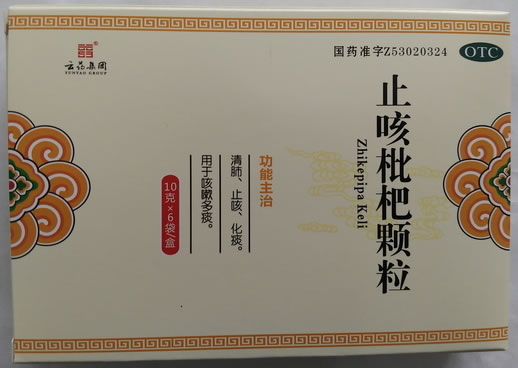 云药集团
YUNYAO GROUP
国药准字Z53020324
OTC
止咳枇杷颗粒
Zhikepipa Keli
功能主治
清肺、止咳、化痰。
用于咳嗽多痰。
10克×6袋/盒